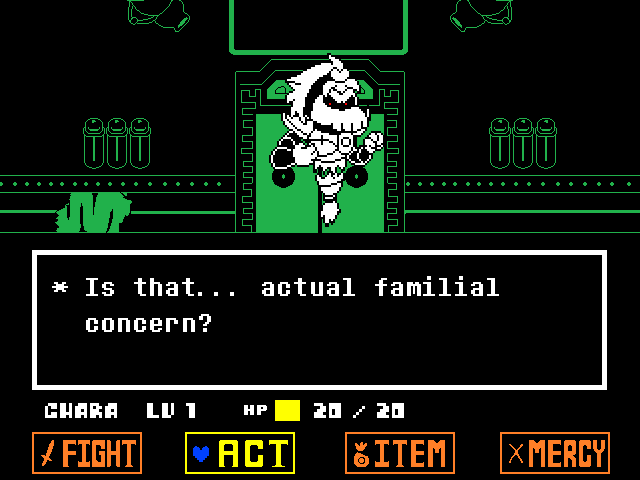 * Is that... actual familial
concern?
CHARA LV 1 HP 20 / 20
FIGHT ACT ITEM MERCY